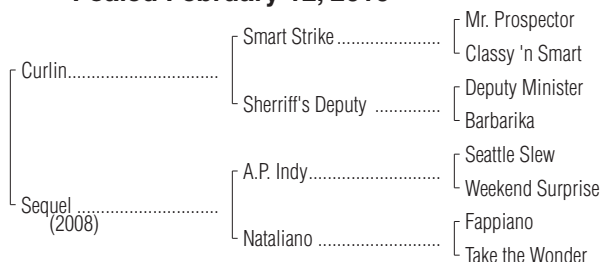 Foaled February 12,
Mr. Prospector
Smart Strike ......................
Classy 'n Smart
Curlin................................
Deputy Minister
Sherriff's Deputy ..............
Barbarika
Seattle Slew
A.P. Indy............................
Weekend Surprise
Sequel ..............................
(2008)
Fappiano
Nataliano ..........................
Take the Wonder